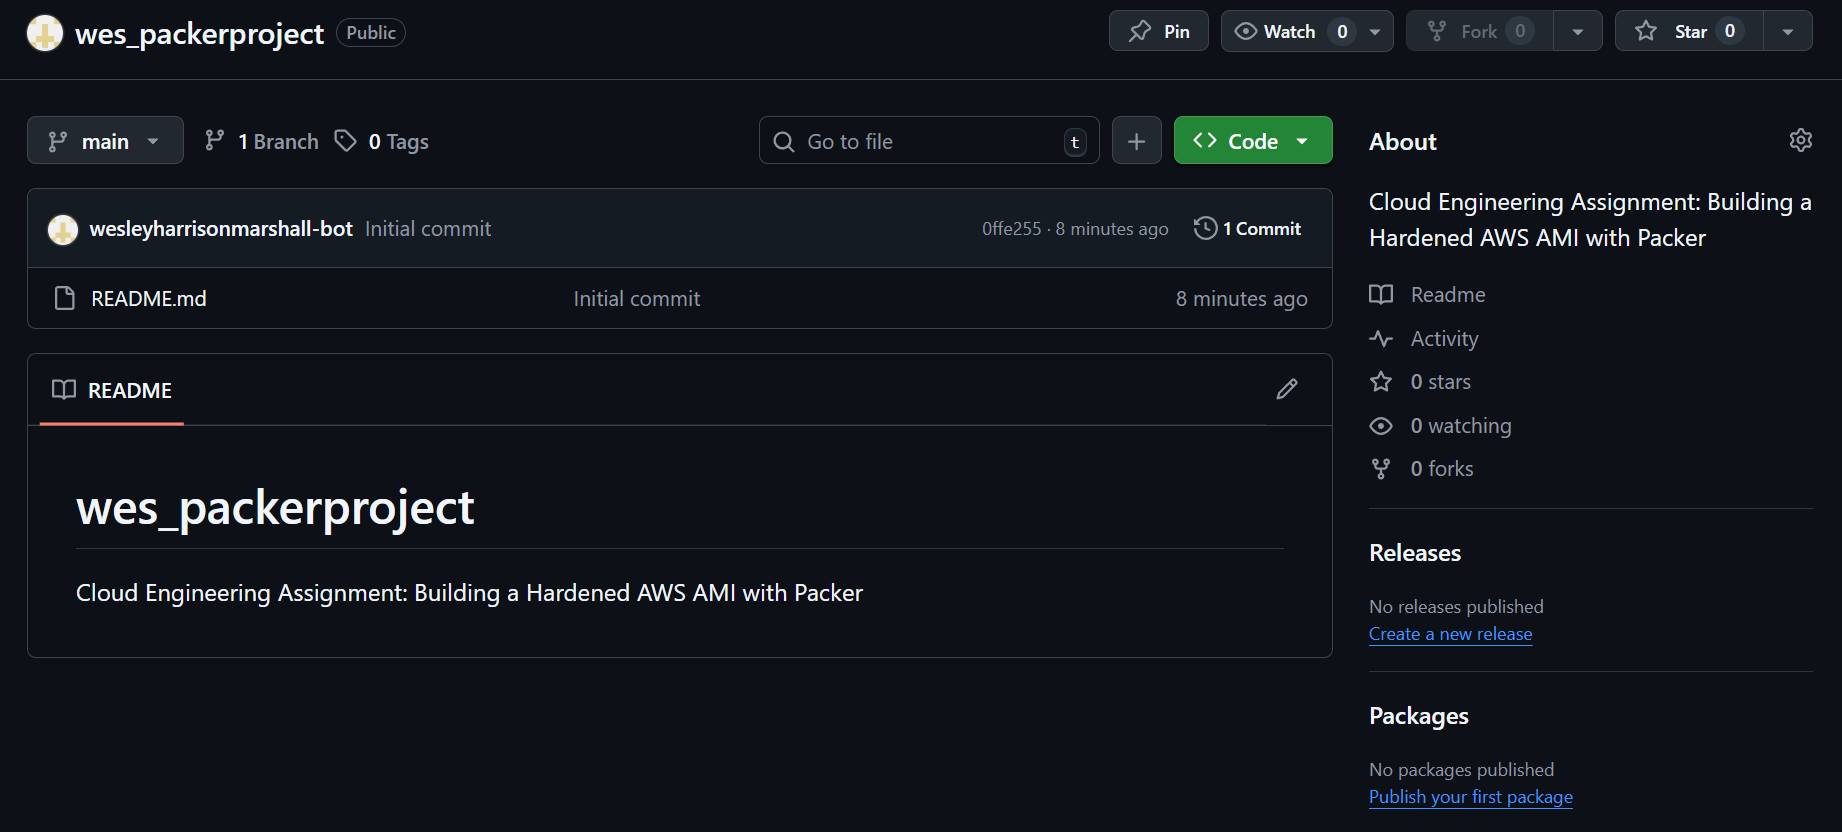 wes_packerproject Public
Pin Watch 0 Fork 0 Star 0
main 1 Branch 0 Tags Go to file t Code
wesleyharrisonmarshall-bot Initial commit 0ffe255 · 8 minutes ago 1 Commit
README.md Initial commit 8 minutes ago
README
wes_packerproject
Cloud Engineering Assignment: Building a Hardened AWS AMI with Packer
About
Cloud Engineering Assignment: Building a
Hardened AWS AMI with Packer
Readme
Activity
0 stars
0 watching
0 forks
Releases
No releases published
Create a new release
Packages
No packages published
Publish your first package